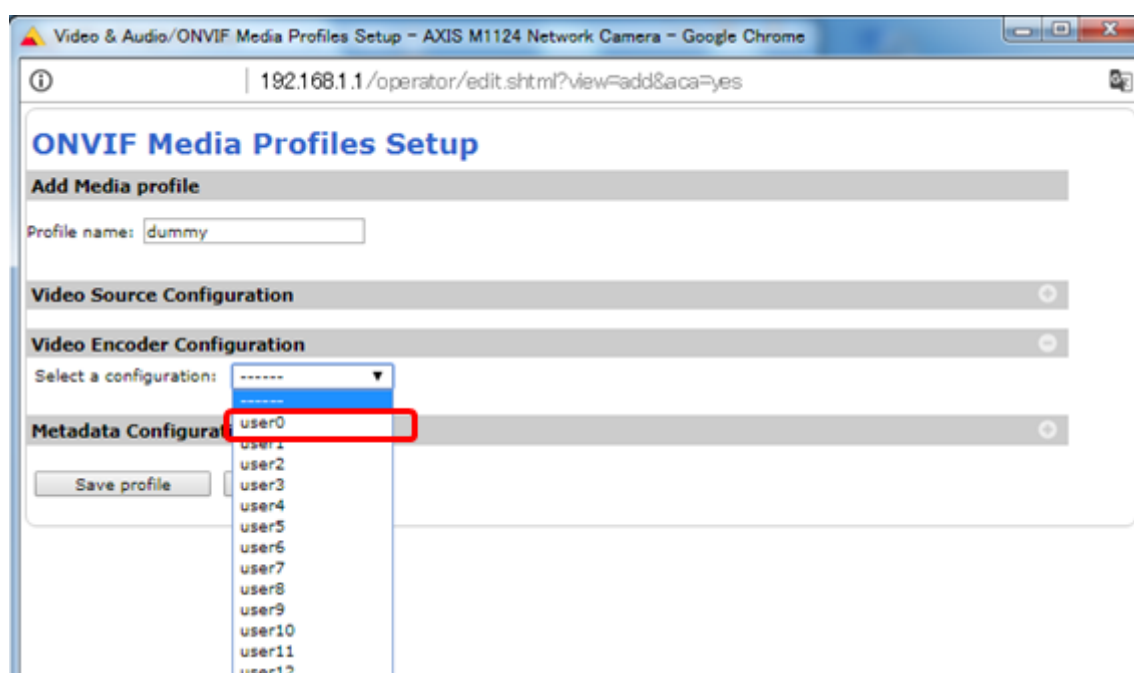 Video & Audio/ONVIF Media Profiles Setup - AXIS M1124 Network Camera - Google Chrome
192.168.1.1/operator/edit.shtml?view=add&aca=yes
ONVIF Media Profiles Setup
Add Media profile
Profile name: dummy
Video Source Configuration
Video Encoder Configuration
Select a configuration: ------
------
user0
Metadata Configurati
user1
user2
Save profile
user3
user4
user5
user6
user7
user8
user9
user10
user11
user12